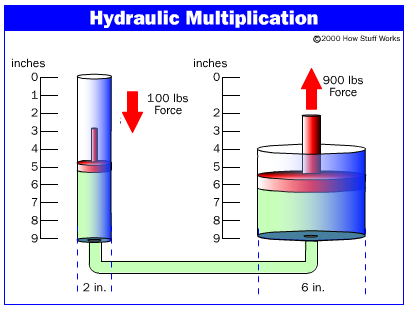 Hydraulic Multiplication
©2000 How Stuff Works
inches
0
1
2
3
4
5
6
7
8
9
100 lbs
Force
2 in.
inches
0
1
2
3
4
5
6
7
8
9
900 lbs
Force
6 in.